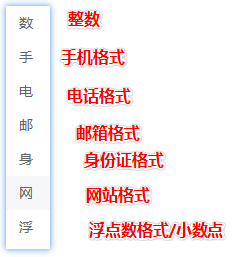 数 整数
手 手机格式
电 电话格式
邮 邮箱格式
身 身份证格式
网 网站格式
浮 浮点数格式/小数点